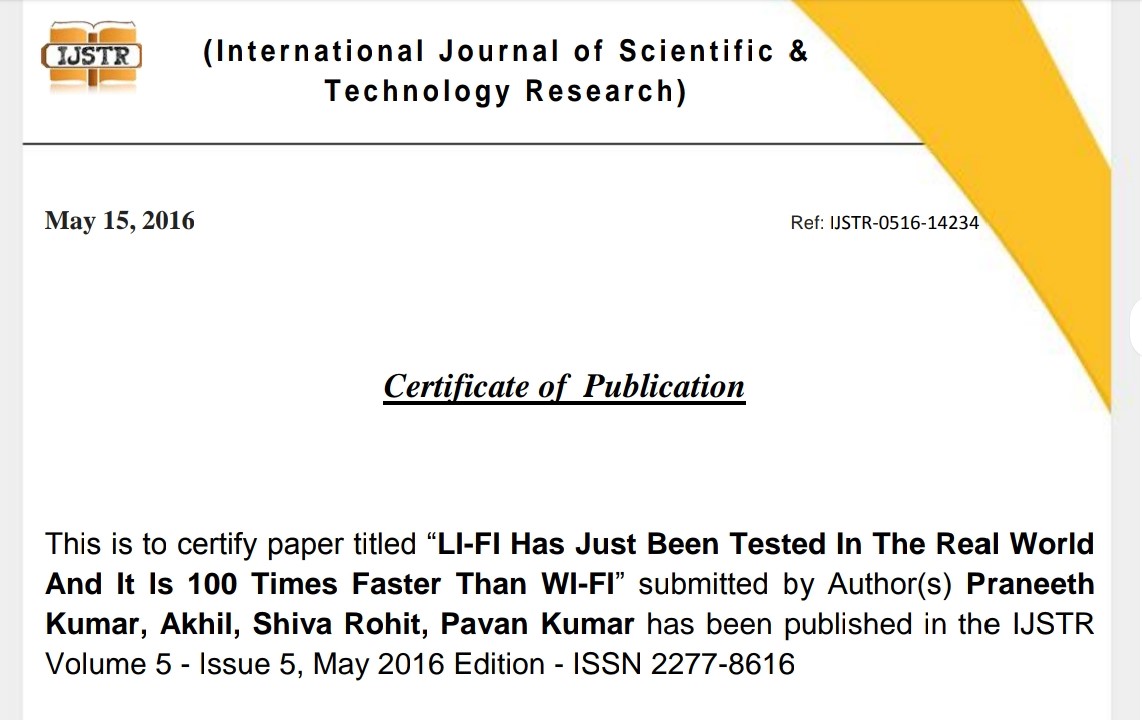 IJSTR
(International Journal of Scientific &
Technology Research)
May 15, 2016
Ref: IJSTR-0516-14234
Certificate of Publication
This is to certify paper titled “LI-FI Has Just Been Tested In The Real World
And It Is 100 Times Faster Than WI-FI” submitted by Author(s) Praneeth
Kumar, Akhil, Shiva Rohit, Pavan Kumar has been published in the IJSTR
Volume 5 - Issue 5, May 2016 Edition - ISSN 2277-8616